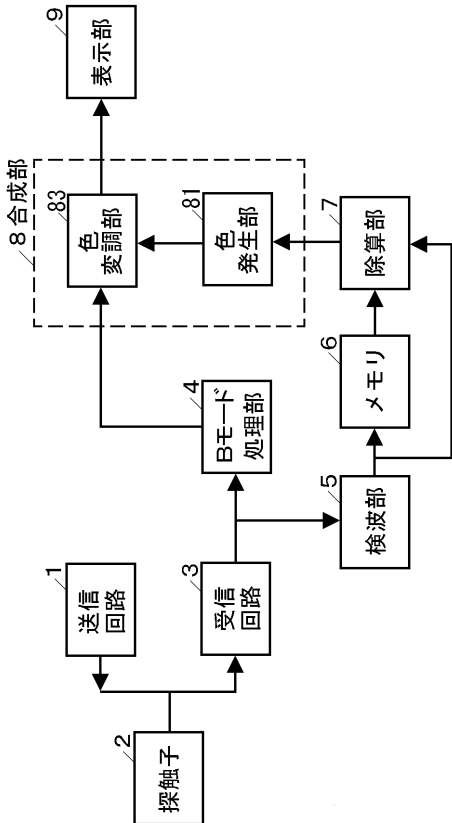 1
送信
回路
2
探触子
3
受信
回路
4
Bモード
処理部
5
検波部
6
メモリ
7
除算部
8合成部
81
色
発生部
83
色
変調部
9
表示部